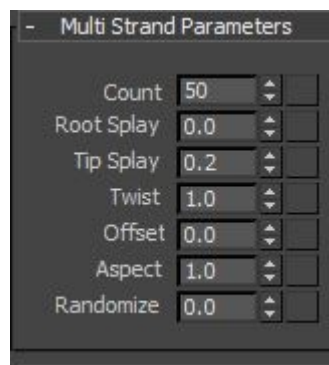 - Multi Strand Parameters
Count 50
Root Splay 0.0
Tip Splay 0.2
Twist 1.0
Offset 0.0
Aspect 1.0
Randomize 0.0